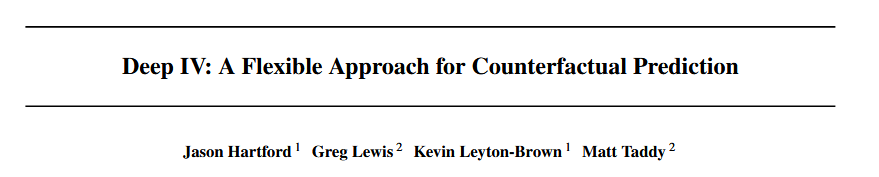 Deep IV: A Flexible Approach for Counterfactual Prediction
Jason Hartford 1 Greg Lewis 2 Kevin Leyton-Brown 1 Matt Taddy 2